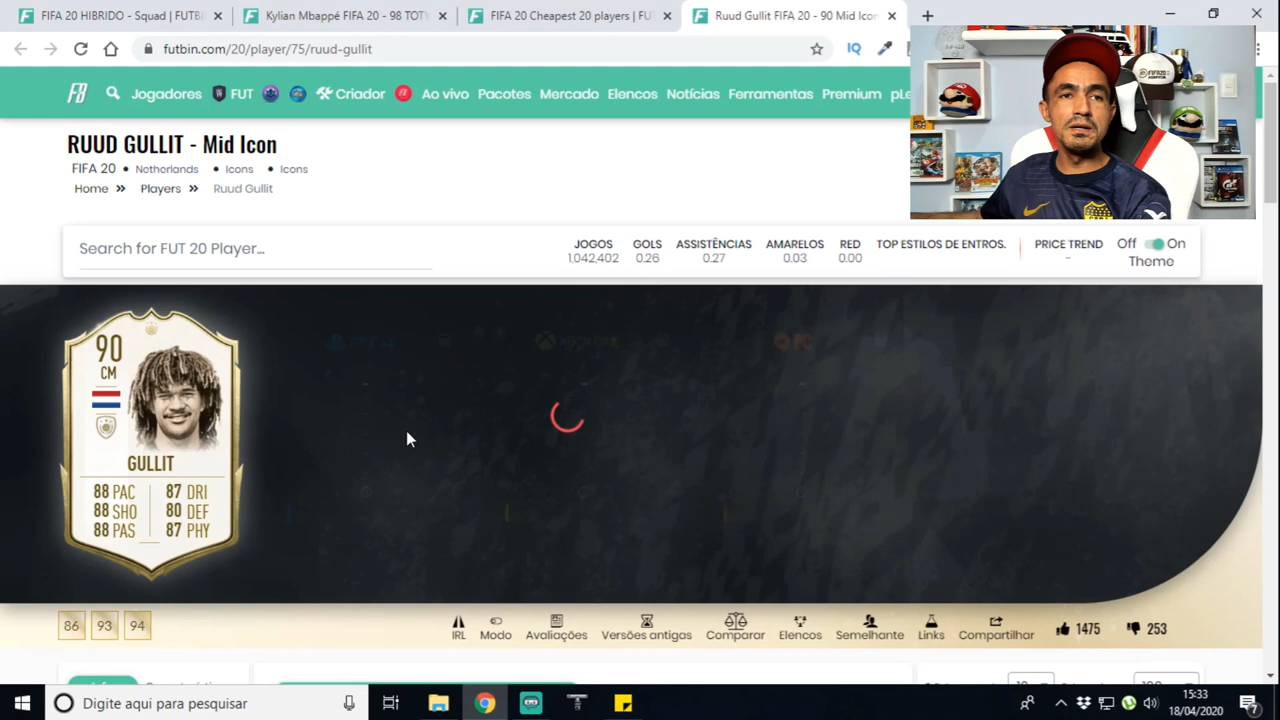 FIFA 20 HIBRIDO - Squad | FUTBI
Kylian Mbappé FIFA 20 - 98 TOTY
FIFA 20 Cheapest 20 players | FU
Ruud Gullit FIFA 20 - 90 Mid Icon
futbin.com/20/player/75/ruud-gullit
IQ
Jogadores
FUT
Criador
Ao vivo
Pacotes
Mercado
Elencos
Notícias
Ferramentas
Premium
RUUD GULLIT - Mid Icon
FIFA 20 • Netherlands • Icons • Icons
Home » Players » Ruud Gullit
Search for FUT 20 Player...
JOGOS GOLS ASSISTÊNCIAS AMARELOS RED TOP ESTILOS DE ENTROS. PRICE TREND Off On
1,042,402 0.26 0.27 0.03 0.00 - Theme
90
CM
GULLIT
88 PAC 87 DRI
88 SHO 80 DEF
88 PAS 87 PHY
86 93 94
IRL Modo Avaliações Versões antigas Comparar Elencos Semelhante Links Compartilhar 1475 253
Digite aqui para pesquisar
15:33
18/04/2020
7